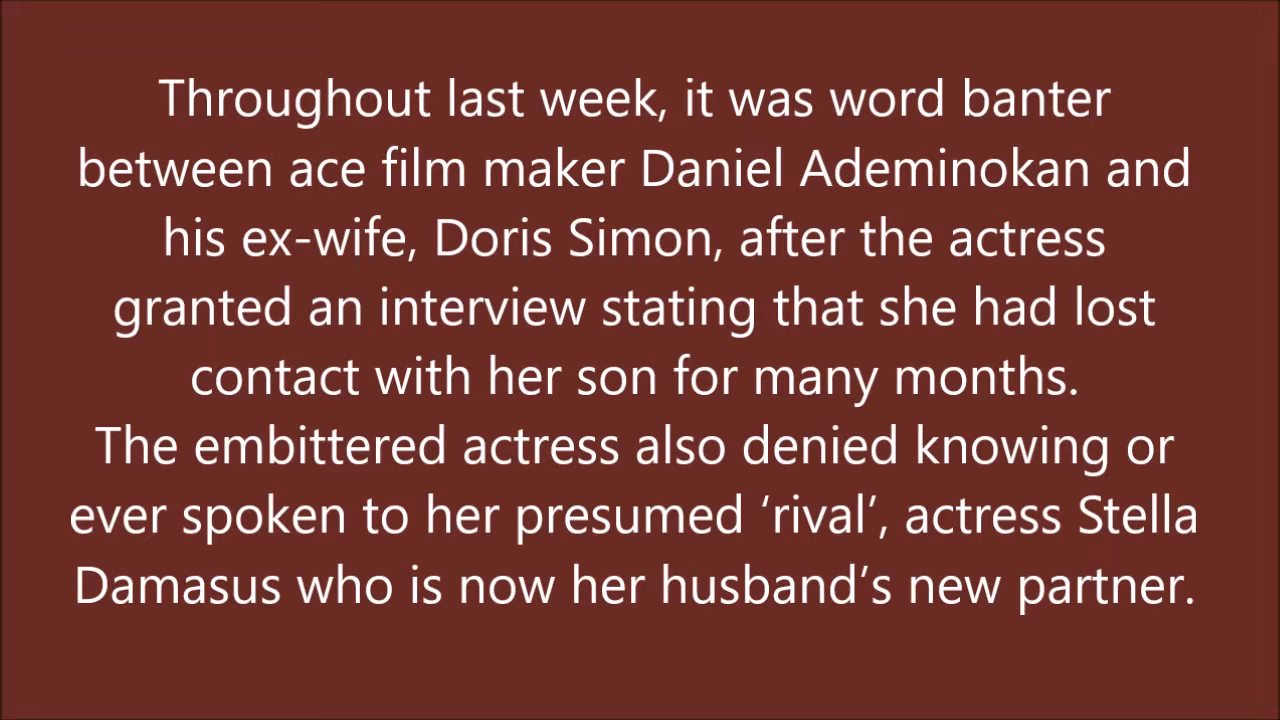 Throughout last week, it was word banter
between ace film maker Daniel Ademinokan and
his ex-wife, Doris Simon, after the actress
granted an interview stating that she had lost
contact with her son for many months.
The embittered actress also denied knowing or
ever spoken to her presumed ‘rival’, actress Stella
Damasus who is now her husband’s new partner.